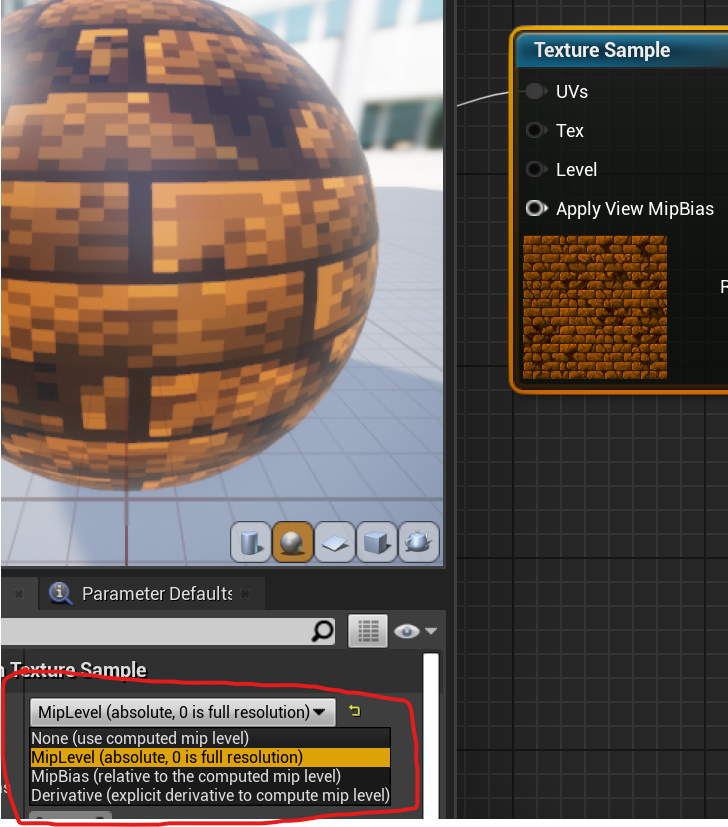 Texture Sample
UVs
Tex
Level
Apply View MipBias
R
Parameter Defaults
Texture Sample
MipLevel (absolute, 0 is full resolution)
None (use computed mip level)
MipLevel (absolute, 0 is full resolution)
MipBias (relative to the computed mip level)
Derivative (explicit derivative to compute mip level)